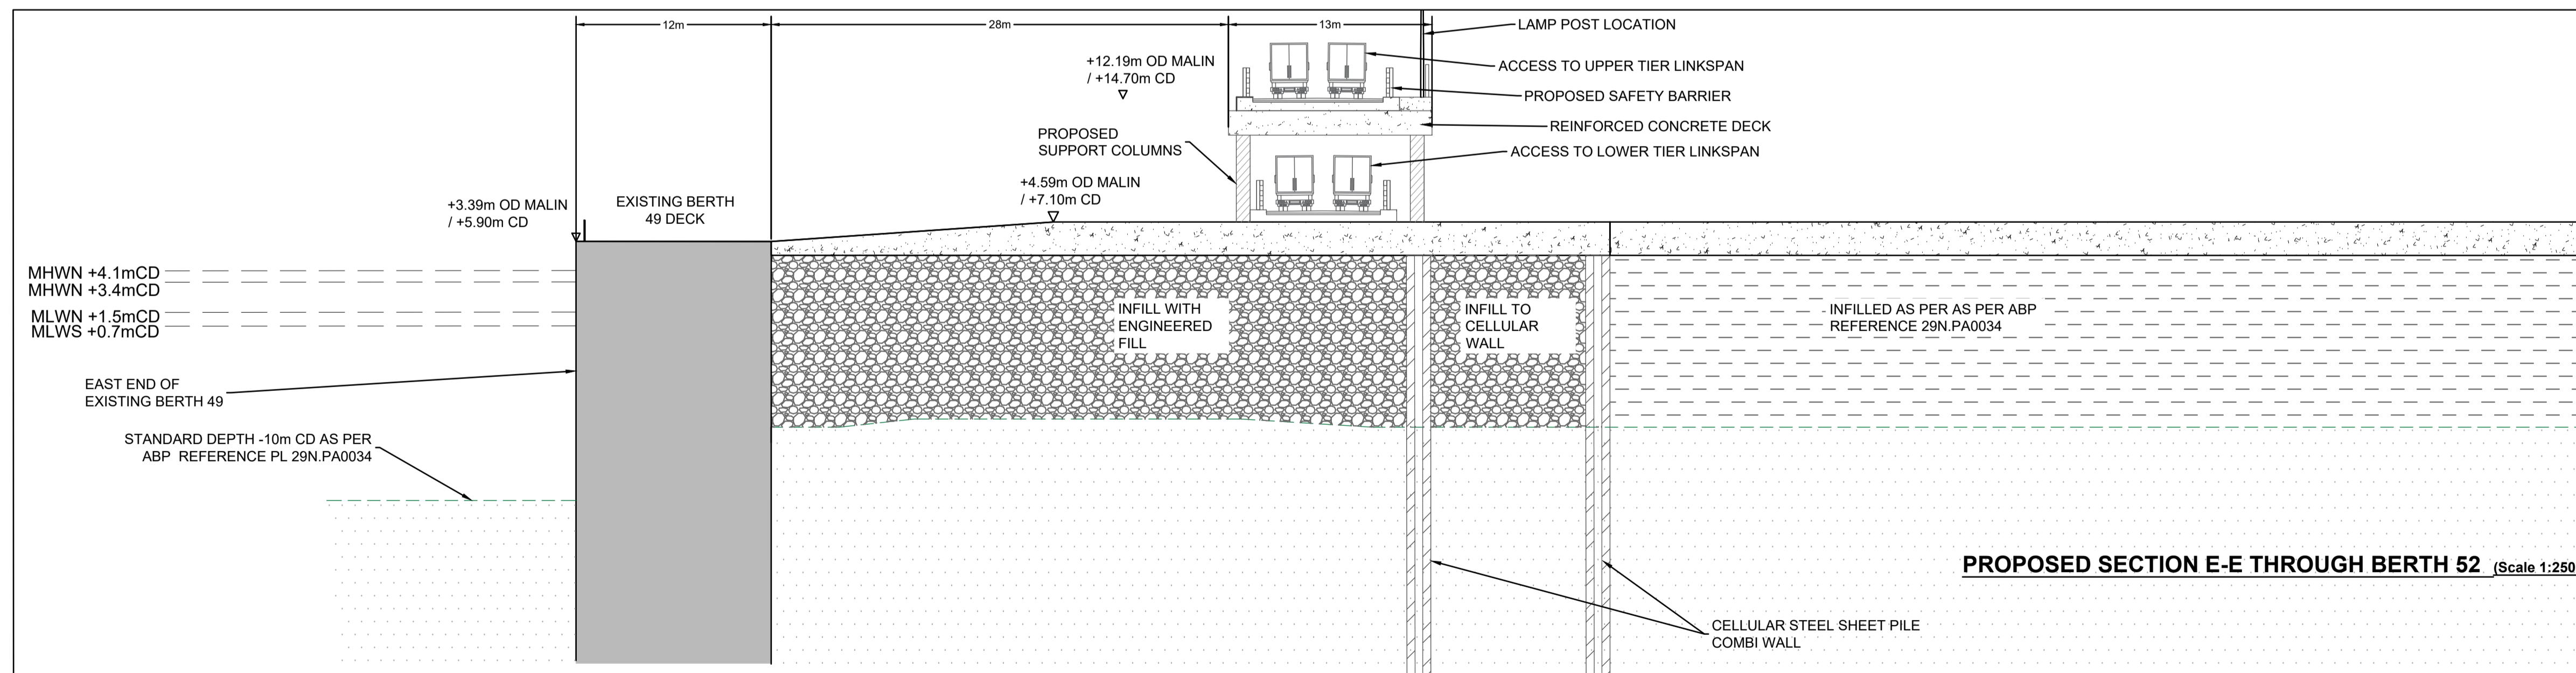 12m
28m
13m
LAMP POST LOCATION
+12.19m OD MALIN
/ +14.70m CD
ACCESS TO UPPER TIER LINKSPAN
PROPOSED SAFETY BARRIER
REINFORCED CONCRETE DECK
PROPOSED
SUPPORT COLUMNS
ACCESS TO LOWER TIER LINKSPAN
+4.59m OD MALIN
/ +7.10m CD
+3.39m OD MALIN
/ +5.90m CD
EXISTING BERTH
49 DECK
MHWN +4.1mCD
MHWN +3.4mCD
MLWN +1.5mCD
MLWS +0.7mCD
INFILL WITH
ENGINEERED
FILL
INFILL TO
CELLULAR
WALL
INFILLED AS PER AS PER ABP
REFERENCE 29N.PA0034
EAST END OF
EXISTING BERTH 49
STANDARD DEPTH -10m CD AS PER
ABP REFERENCE PL 29N.PA0034
PROPOSED SECTION E-E THROUGH BERTH 52 (Scale 1:250
CELLULAR STEEL SHEET PILE
COMBI WALL